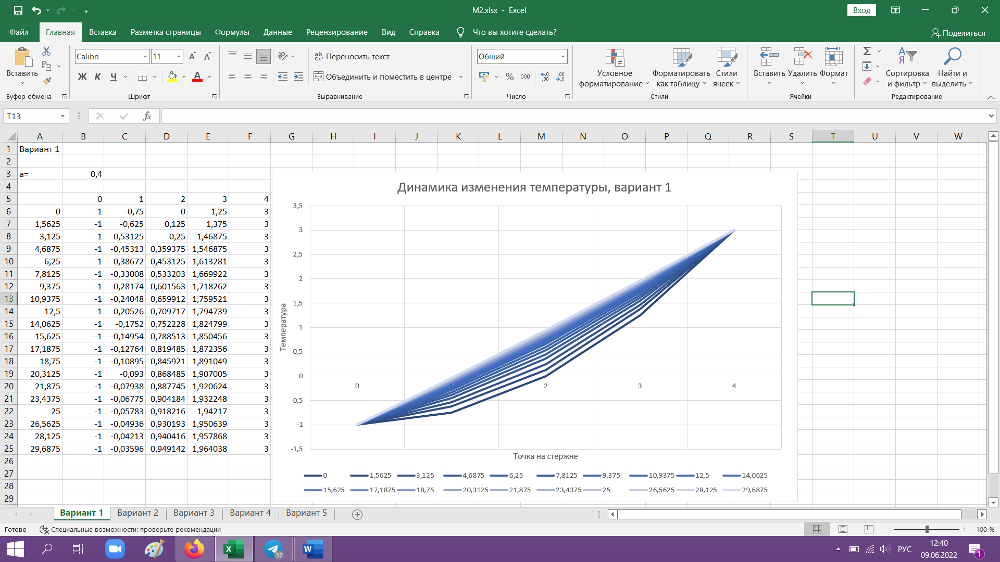 M2.xlsx - Excel
Вход
Файл Главная Вставка Разметка страницы Формулы Данные Рецензирование Вид Справка Что вы хотите сделать? Поделиться
Вставить
Буфер обмена
Calibri 11
Ж К Ч
Шрифт
Переносить текст
Объединить и поместить в центре
Выравнивание
Общий
% 000
Число
Условное форматирование
Форматировать как таблицу
Стили ячеек
Стили
Вставить Удалить Формат
Ячейки
Сортировка и фильтр
Найти и выделить
Редактирование
T13 fx
A B C D E F G H I J K L M N O P Q R S T U V W
1 Вариант 1
2
3 a= 0,4
4
5 0 1 2 3 4
6 0 -1 -0,75 0 1,25 3
7 1,5625 -1 -0,625 0,125 1,375 3
8 3,125 -1 -0,53125 0,25 1,46875 3
9 4,6875 -1 -0,45313 0,359375 1,546875 3
10 6,25 -1 -0,38672 0,453125 1,613281 3
11 7,8125 -1 -0,33008 0,533203 1,669922 3
12 9,375 -1 -0,28174 0,601563 1,718262 3
13 10,9375 -1 -0,24048 0,659912 1,759521 3
14 12,5 -1 -0,20526 0,709717 1,794739 3
15 14,0625 -1 -0,1752 0,752228 1,824799 3
16 15,625 -1 -0,14954 0,788513 1,850456 3
17 17,1875 -1 -0,12764 0,819485 1,872356 3
18 18,75 -1 -0,10895 0,845921 1,891049 3
19 20,3125 -1 -0,093 0,868485 1,907005 3
20 21,875 -1 -0,07938 0,887745 1,920624 3
21 23,4375 -1 -0,06775 0,904184 1,932248 3
22 25 -1 -0,05783 0,918216 1,94217 3
23 26,5625 -1 -0,04936 0,930193 1,950639 3
24 28,125 -1 -0,04213 0,940416 1,957868 3
25 29,6875 -1 -0,03596 0,949142 1,964038 3
26
27
28
29
Динамика изменения температуры, вариант 1
3,5
3
2,5
2
1,5
1
0,5
0
-0,5
-1
-1,5
Температура
0 1 2 3 4
Точка на стержне
0 1,5625 3,125 4,6875 6,25 7,8125 9,375 10,9375 12,5 14,0625
15,625 17,1875 18,75 20,3125 21,875 23,4375 25 26,5625 28,125 29,6875
Вариант 1 Вариант 2 Вариант 3 Вариант 4 Вариант 5
Готово Специальные возможности: проверьте рекомендации 100 %
37
РУС
12:40
09.06.2022
1